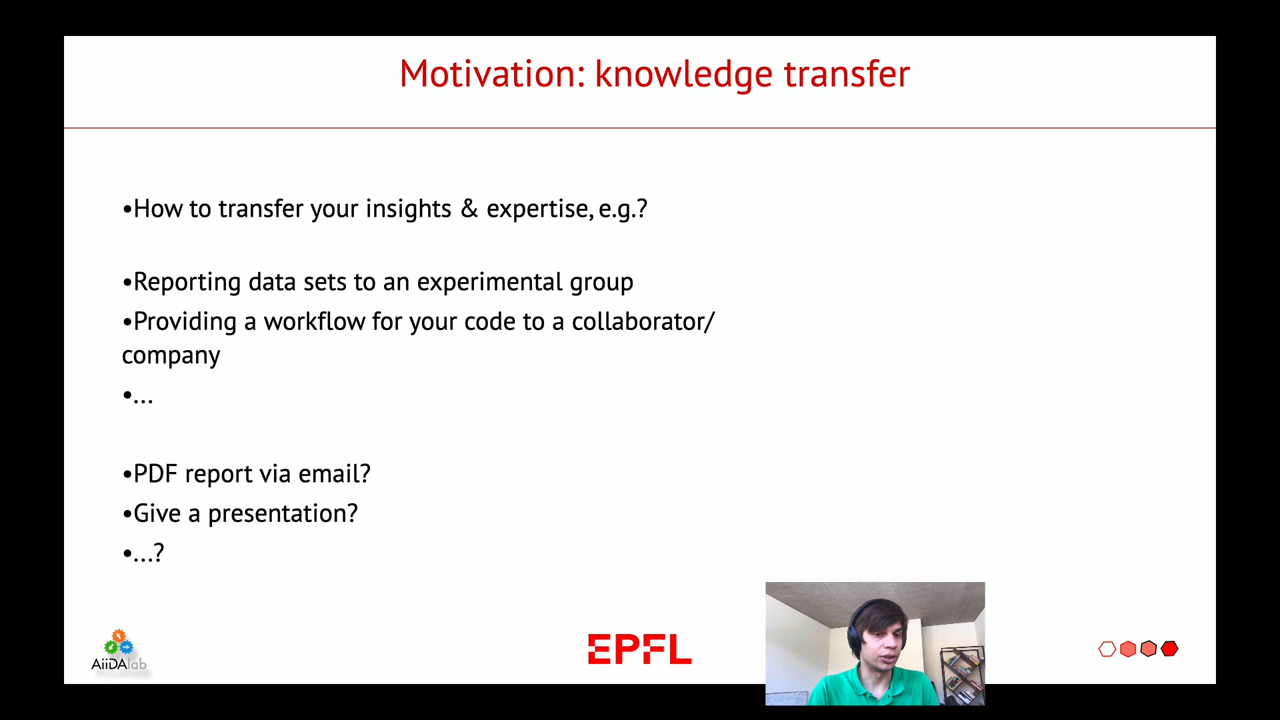 Motivation: knowledge transfer
•How to transfer your insights & expertise, e.g.?
•Reporting data sets to an experimental group
•Providing a workflow for your code to a collaborator/
company
•...
•PDF report via email?
•Give a presentation?
•...?
AiiDAlab
EPFL